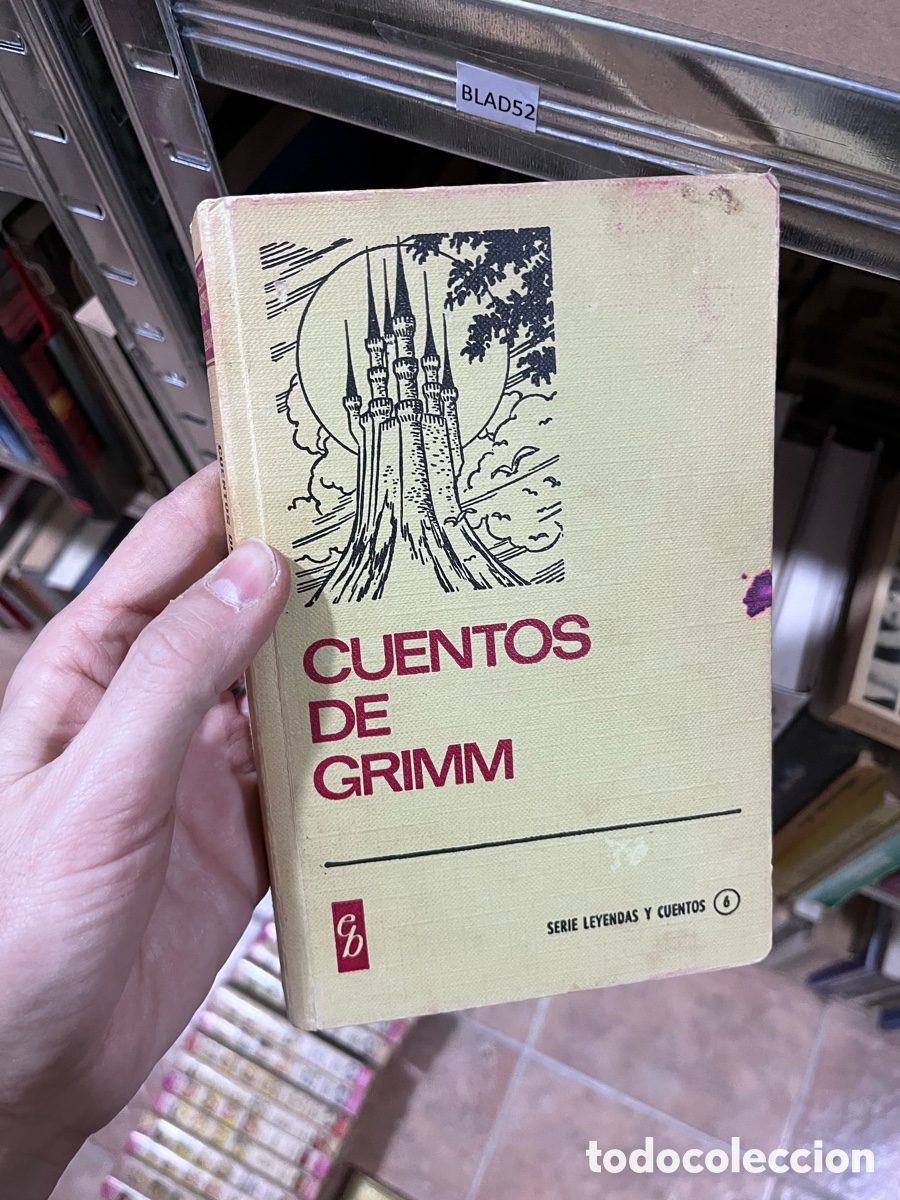 BLAD52
CUENTOS
DE
GRIMM
SERIE LEYENDAS Y CUENTOS 6
eb
todocoleccion